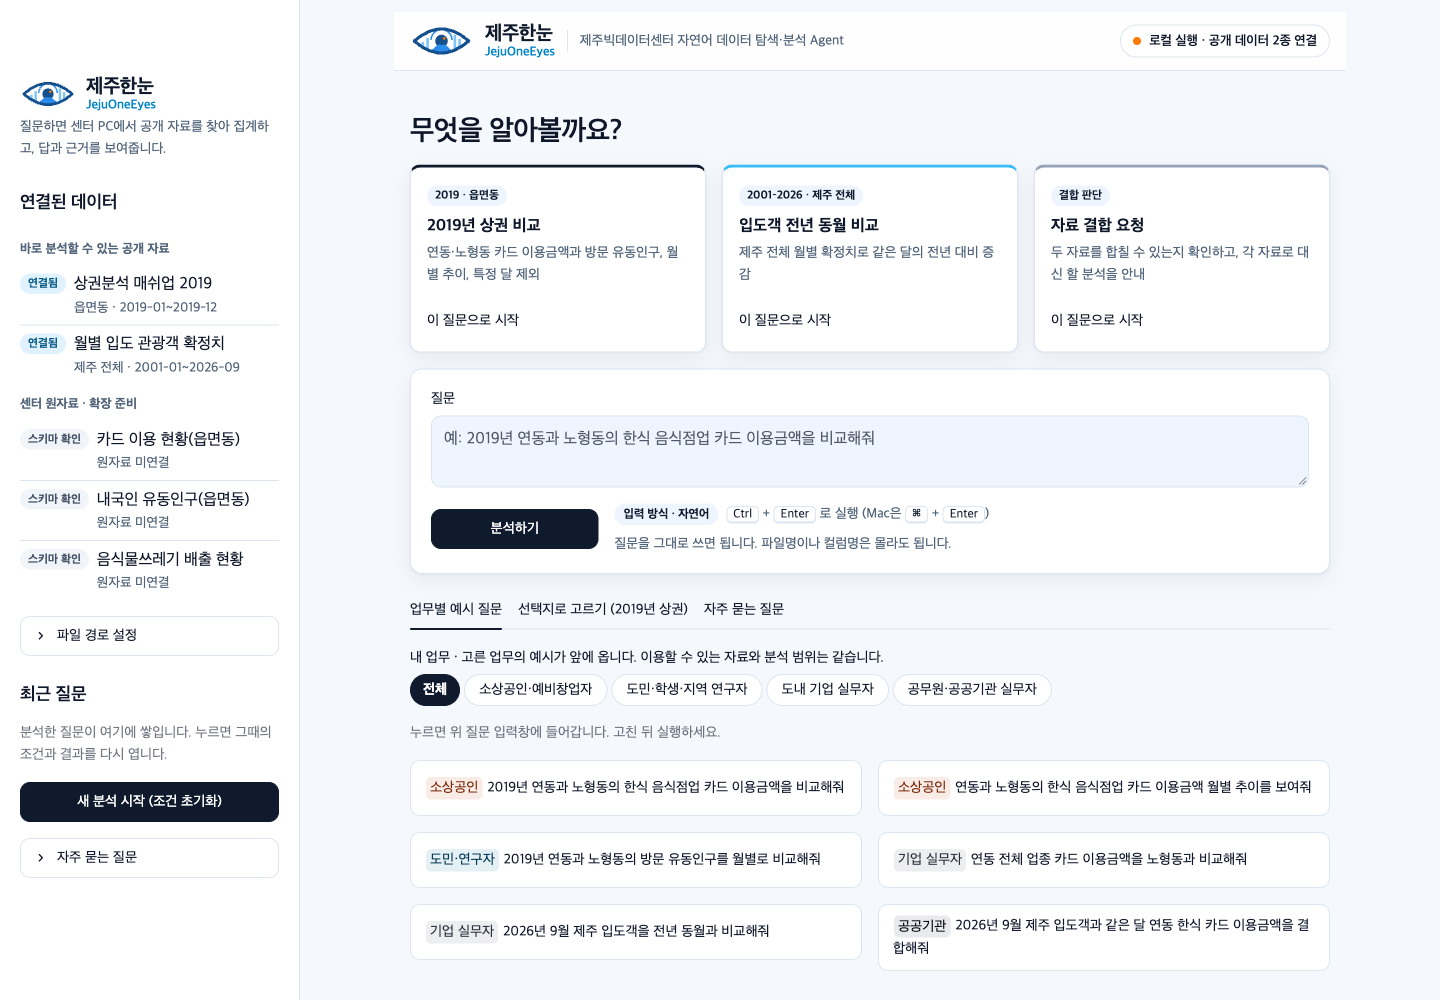 제주한눈
JejuOneEyes
질문하면 센터 PC에서 공개 자료를 찾아 집계하
고, 답과 근거를 보여줍니다.
연결된 데이터
바로 분석할 수 있는 공개 자료
연결됨 상권분석 매쉬업 2019
읍면동 · 2019-01~2019-12
연결됨 월별 입도 관광객 확정치
제주 전체 · 2001-01~2026-09
센터 원자료 · 확장 준비
스키마 확인 카드 이용 현황(읍면동)
원자료 미연결
스키마 확인 내국인 유동인구(읍면동)
원자료 미연결
스키마 확인 음식물쓰레기 배출 현황
원자료 미연결
파일 경로 설정
최근 질문
분석한 질문이 여기에 쌓입니다. 누르면 그때의
조건과 결과를 다시 엽니다.
새 분석 시작 (조건 초기화)
자주 묻는 질문
제주한눈
JejuOneEyes
제주빅데이터센터 자연어 데이터 탐색·분석 Agent
로컬 실행 · 공개 데이터 2종 연결
무엇을 알아볼까요?
2019 · 읍면동
2019년 상권 비교
연동·노형동 카드 이용금액과 방문 유동인구, 월
별 추이, 특정 달 제외
이 질문으로 시작
2001-2026 · 제주 전체
입도객 전년 동월 비교
제주 전체 월별 확정치로 같은 달의 전년 대비 증
감
이 질문으로 시작
결합 판단
자료 결합 요청
두 자료를 합칠 수 있는지 확인하고, 각 자료로 대
신 할 분석을 안내
이 질문으로 시작
질문
예: 2019년 연동과 노형동의 한식 음식점업 카드 이용금액을 비교해줘
분석하기
입력 방식 · 자연어 Ctrl + Enter 로 실행 (Mac은 ⌘ + Enter )
질문을 그대로 쓰면 됩니다. 파일명이나 컬럼명은 몰라도 됩니다.
업무별 예시 질문 선택지로 고르기 (2019년 상권) 자주 묻는 질문
내 업무 · 고른 업무의 예시가 앞에 옵니다. 이용할 수 있는 자료와 분석 범위는 같습니다.
전체 소상공인·예비창업자 도민·학생·지역 연구자 도내 기업 실무자 공무원·공공기관 실무자
누르면 위 질문 입력창에 들어갑니다. 고친 뒤 실행하세요.
소상공인 2019년 연동과 노형동의 한식 음식점업 카드 이용금액을 비교해줘
소상공인 연동과 노형동의 한식 음식점업 카드 이용금액 월별 추이를 보여줘
도민·연구자 2019년 연동과 노형동의 방문 유동인구를 월별로 비교해줘
기업 실무자 연동 전체 업종 카드 이용금액을 노형동과 비교해줘
기업 실무자 2026년 9월 제주 입도객을 전년 동월과 비교해줘
공공기관 2026년 9월 제주 입도객과 같은 달 연동 한식 카드 이용금액을 결
합해줘